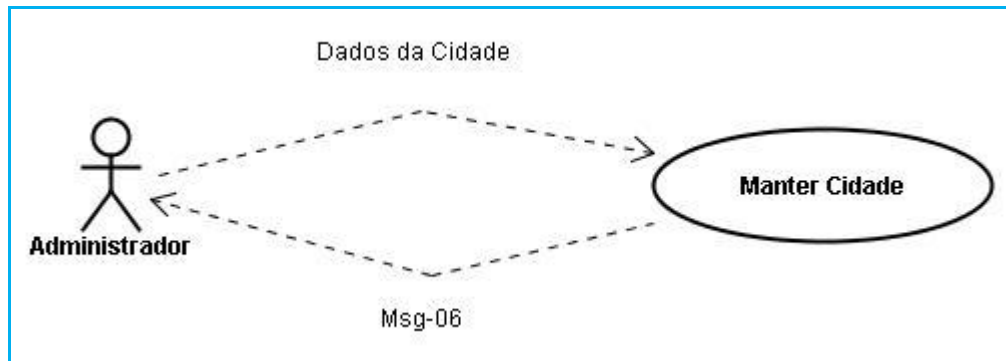 Dados da Cidade
Manter Cidade
Administrador
Msg-06